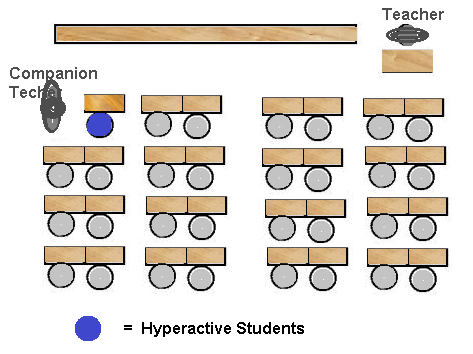 Teacher
Companion
Techer
= Hyperactive Students